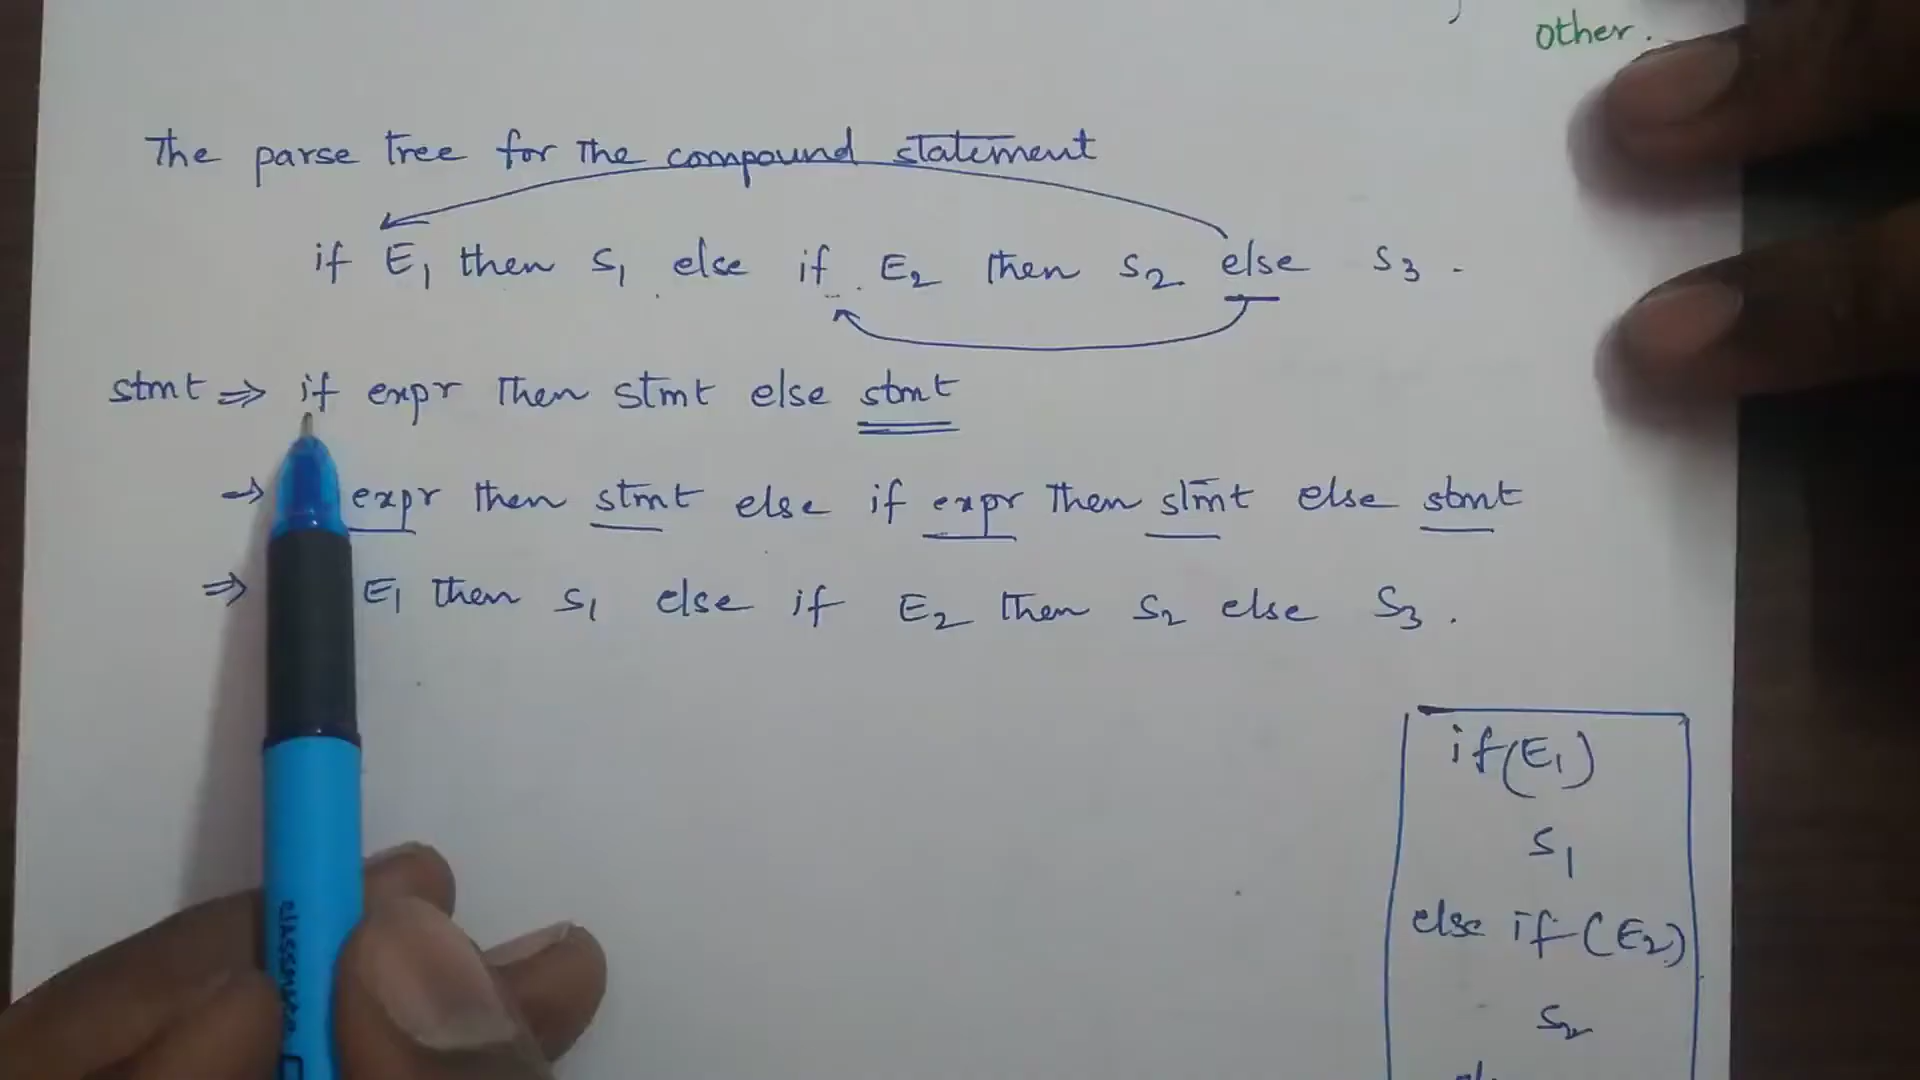 other.
The parse tree for the compound statement
if E1 then S1 else if E2 then S2 else S3.
stmt ⇒ if expr then stmt else stmt
→ expr then stmt else if expr then stmt else stmt
⇒ E1 then S1 else if E2 then S2 else S3.
if(E1)
S1
else if (E2)
S2
classmate